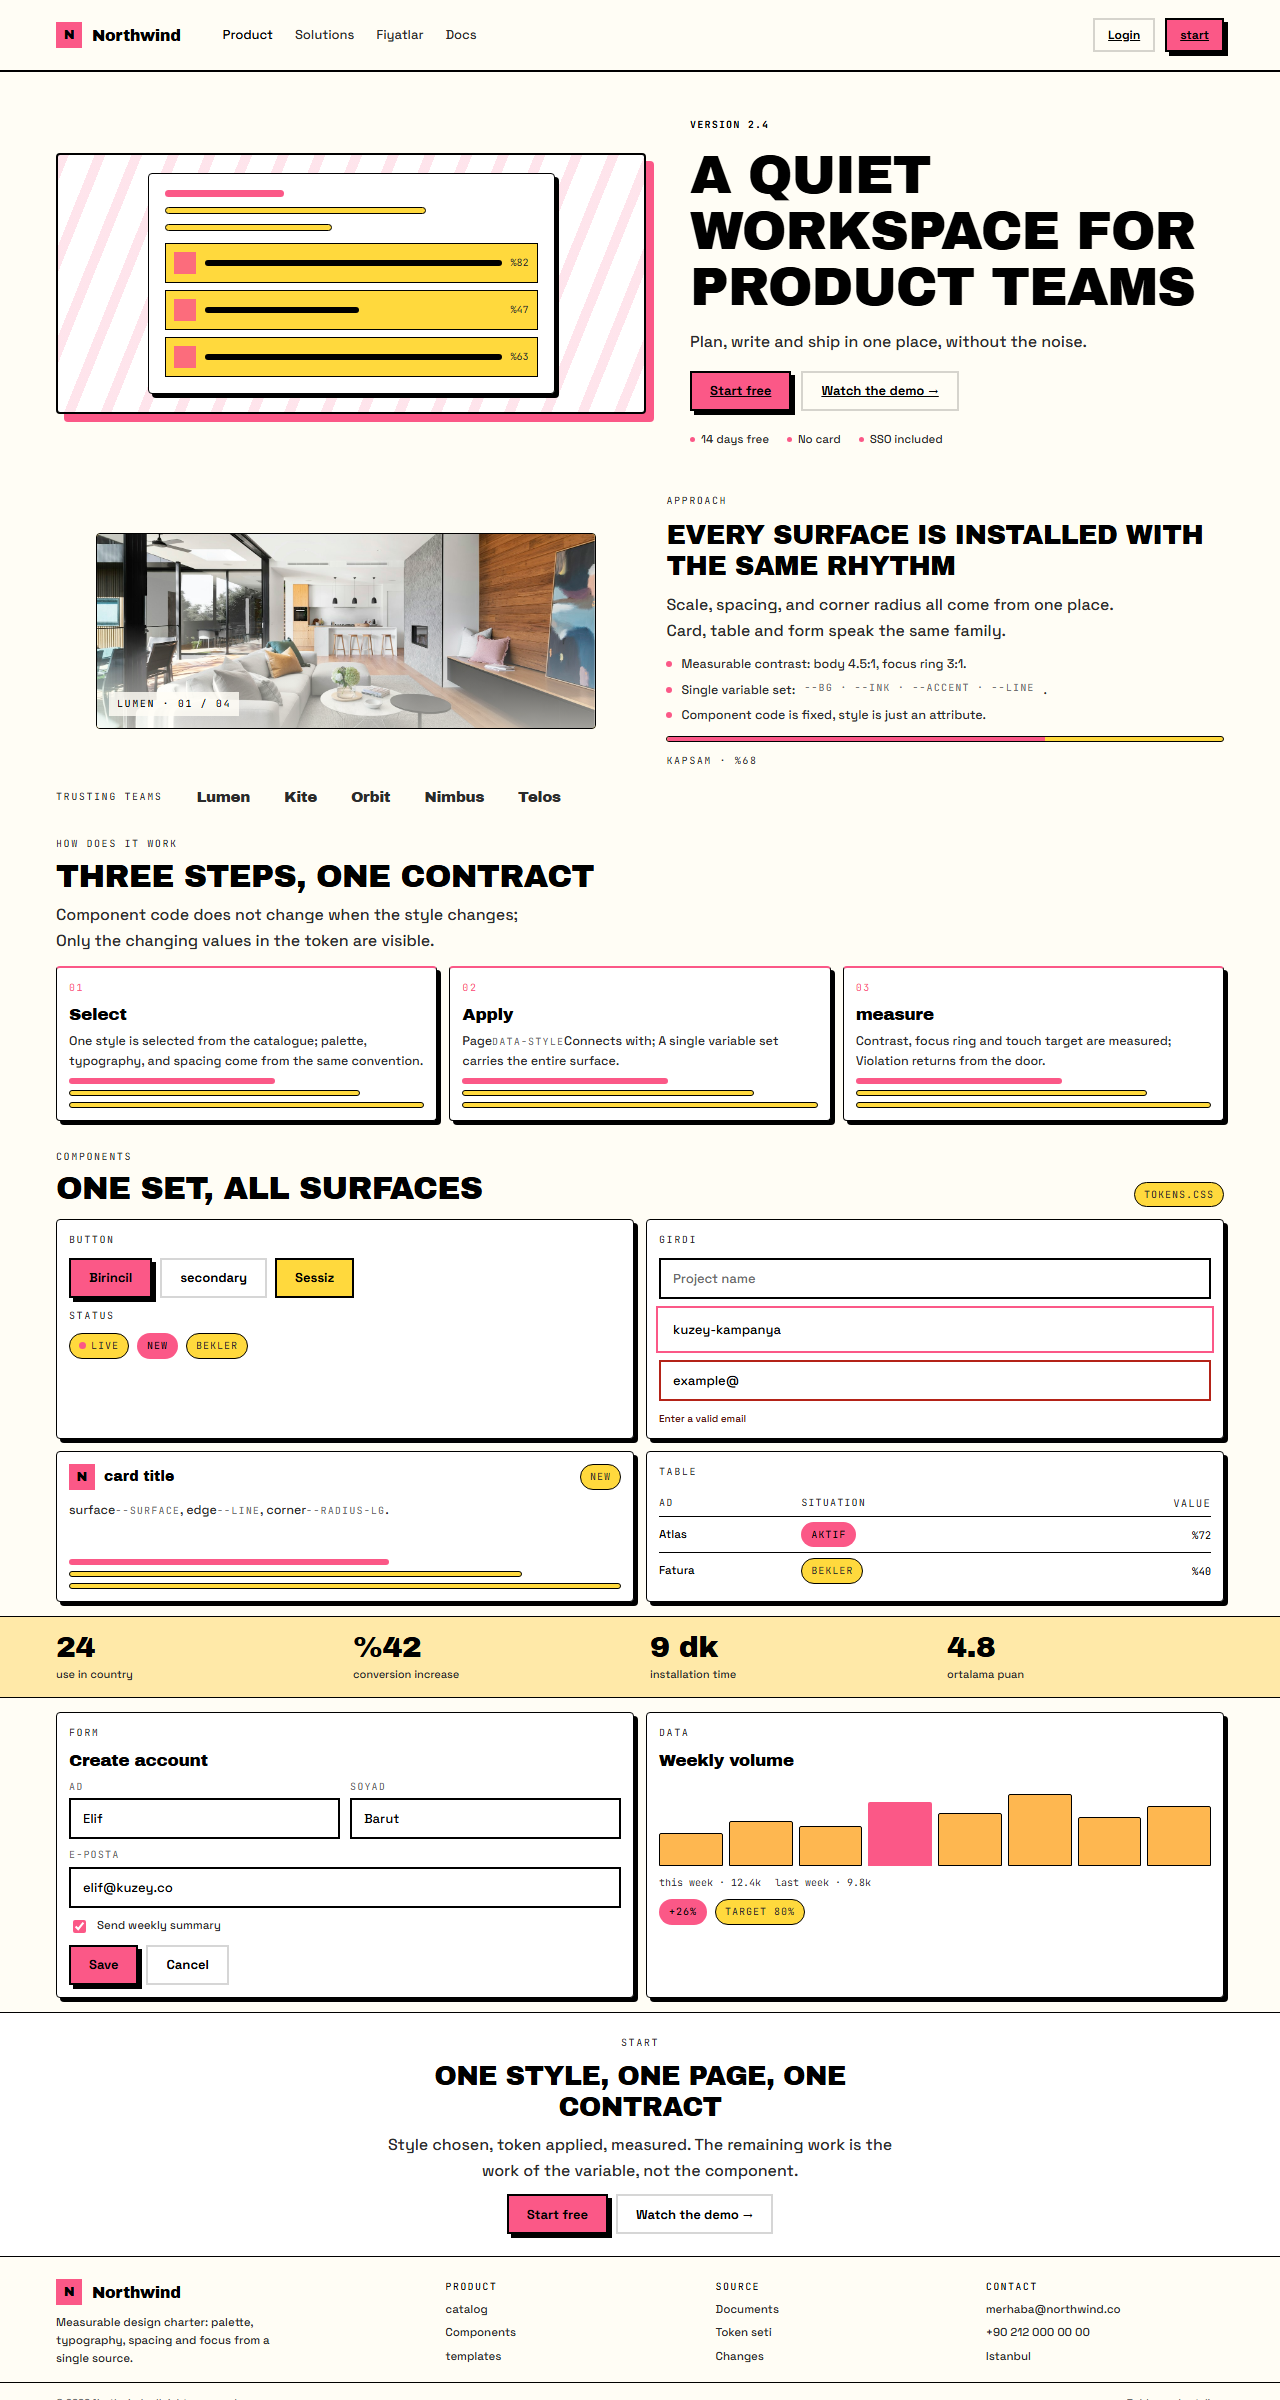 N Northwind Product Solutions Fiyatlar Docs Login start
VERSION 2.4
A QUIET
WORKSPACE FOR
PRODUCT TEAMS
Plan, write and ship in one place, without the noise.
Start free Watch the demo →
14 days free No card SSO included
%82
%47
%63
APPROACH
EVERY SURFACE IS INSTALLED WITH
THE SAME RHYTHM
Scale, spacing, and corner radius all come from one place.
Card, table and form speak the same family.
Measurable contrast: body 4.5:1, focus ring 3:1.
Single variable set: --BG · --INK · --ACCENT · --LINE .
Component code is fixed, style is just an attribute.
KAPSAM · %68
LUMEN · 01 / 04
TRUSTING TEAMS Lumen Kite Orbit Nimbus Telos
HOW DOES IT WORK
THREE STEPS, ONE CONTRACT
Component code does not change when the style changes;
Only the changing values in the token are visible.
01
Select
One style is selected from the catalogue; palette,
typography, and spacing come from the same convention.
02
Apply
PageDATA-STYLEConnects with; A single variable set
carries the entire surface.
03
measure
Contrast, focus ring and touch target are measured;
Violation returns from the door.
COMPONENTS
ONE SET, ALL SURFACES
TOKENS.CSS
BUTTON
Birincil secondary Sessiz
STATUS
LIVE NEW BEKLER
GIRDI
Project name
kuzey-kampanya
example@
Enter a valid email
N card title NEW
surface--SURFACE, edge--LINE, corner--RADIUS-LG.
TABLE
AD SITUATION VALUE
Atlas AKTIF %72
Fatura BEKLER %40
24 %42 9 dk 4.8
use in country conversion increase installation time ortalama puan
FORM
Create account
AD SOYAD
Elif Barut
E-POSTA
elif@kuzey.co
Send weekly summary
Save Cancel
DATA
Weekly volume
this week · 12.4k last week · 9.8k
+26% TARGET 80%
START
ONE STYLE, ONE PAGE, ONE
CONTRACT
Style chosen, token applied, measured. The remaining work is the
work of the variable, not the component.
Start free Watch the demo →
N Northwind
Measurable design charter: palette,
typography, spacing and focus from a
single source.
PRODUCT
catalog
Components
templates
SOURCE
Documents
Token seti
Changes
CONTACT
merhaba@northwind.co
+90 212 000 00 00
Istanbul